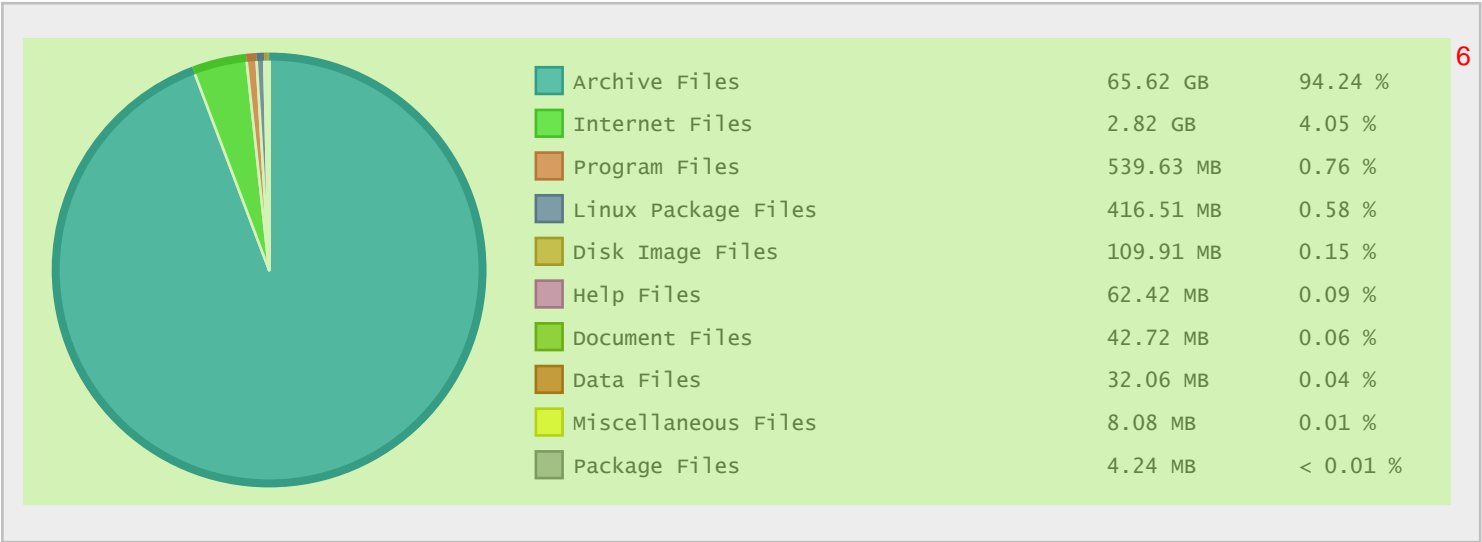 6
Archive Files 65.62 GB 94.24 %
Internet Files 2.82 GB 4.05 %
Program Files 539.63 MB 0.76 %
Linux Package Files 416.51 MB 0.58 %
Disk Image Files 109.91 MB 0.15 %
Help Files 62.42 MB 0.09 %
Document Files 42.72 MB 0.06 %
Data Files 32.06 MB 0.04 %
Miscellaneous Files 8.08 MB 0.01 %
Package Files 4.24 MB < 0.01 %